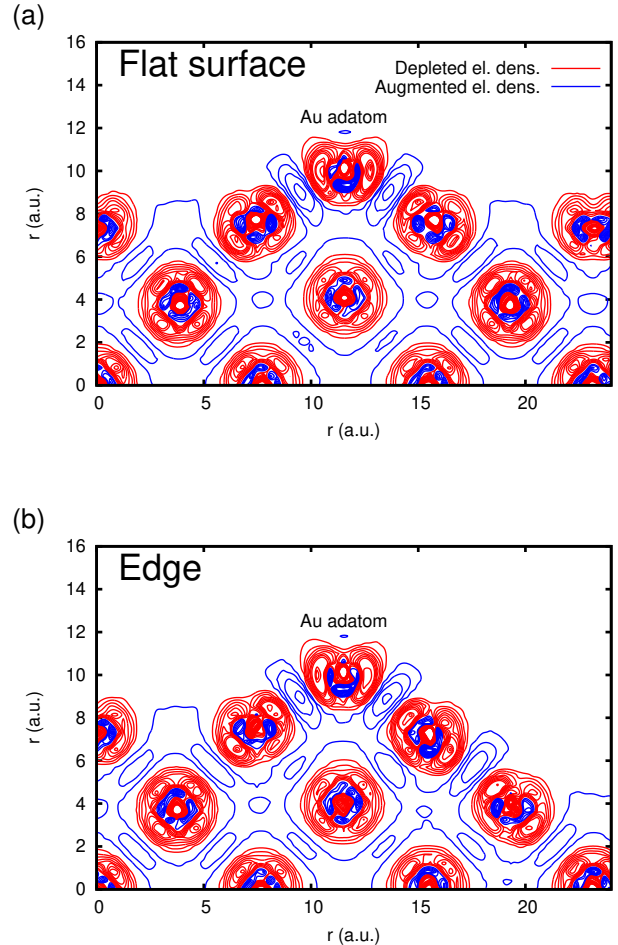 (a)
Flat surface
Depleted el. dens.
Augmented el. dens.
Au adatom
16
14
12
10
8
6
4
2
0
r (a.u.)
0 5 10 15 20
r (a.u.)
(b)
Edge
Au adatom
16
14
12
10
8
6
4
2
0
r (a.u.)
0 5 10 15 20
r (a.u.)